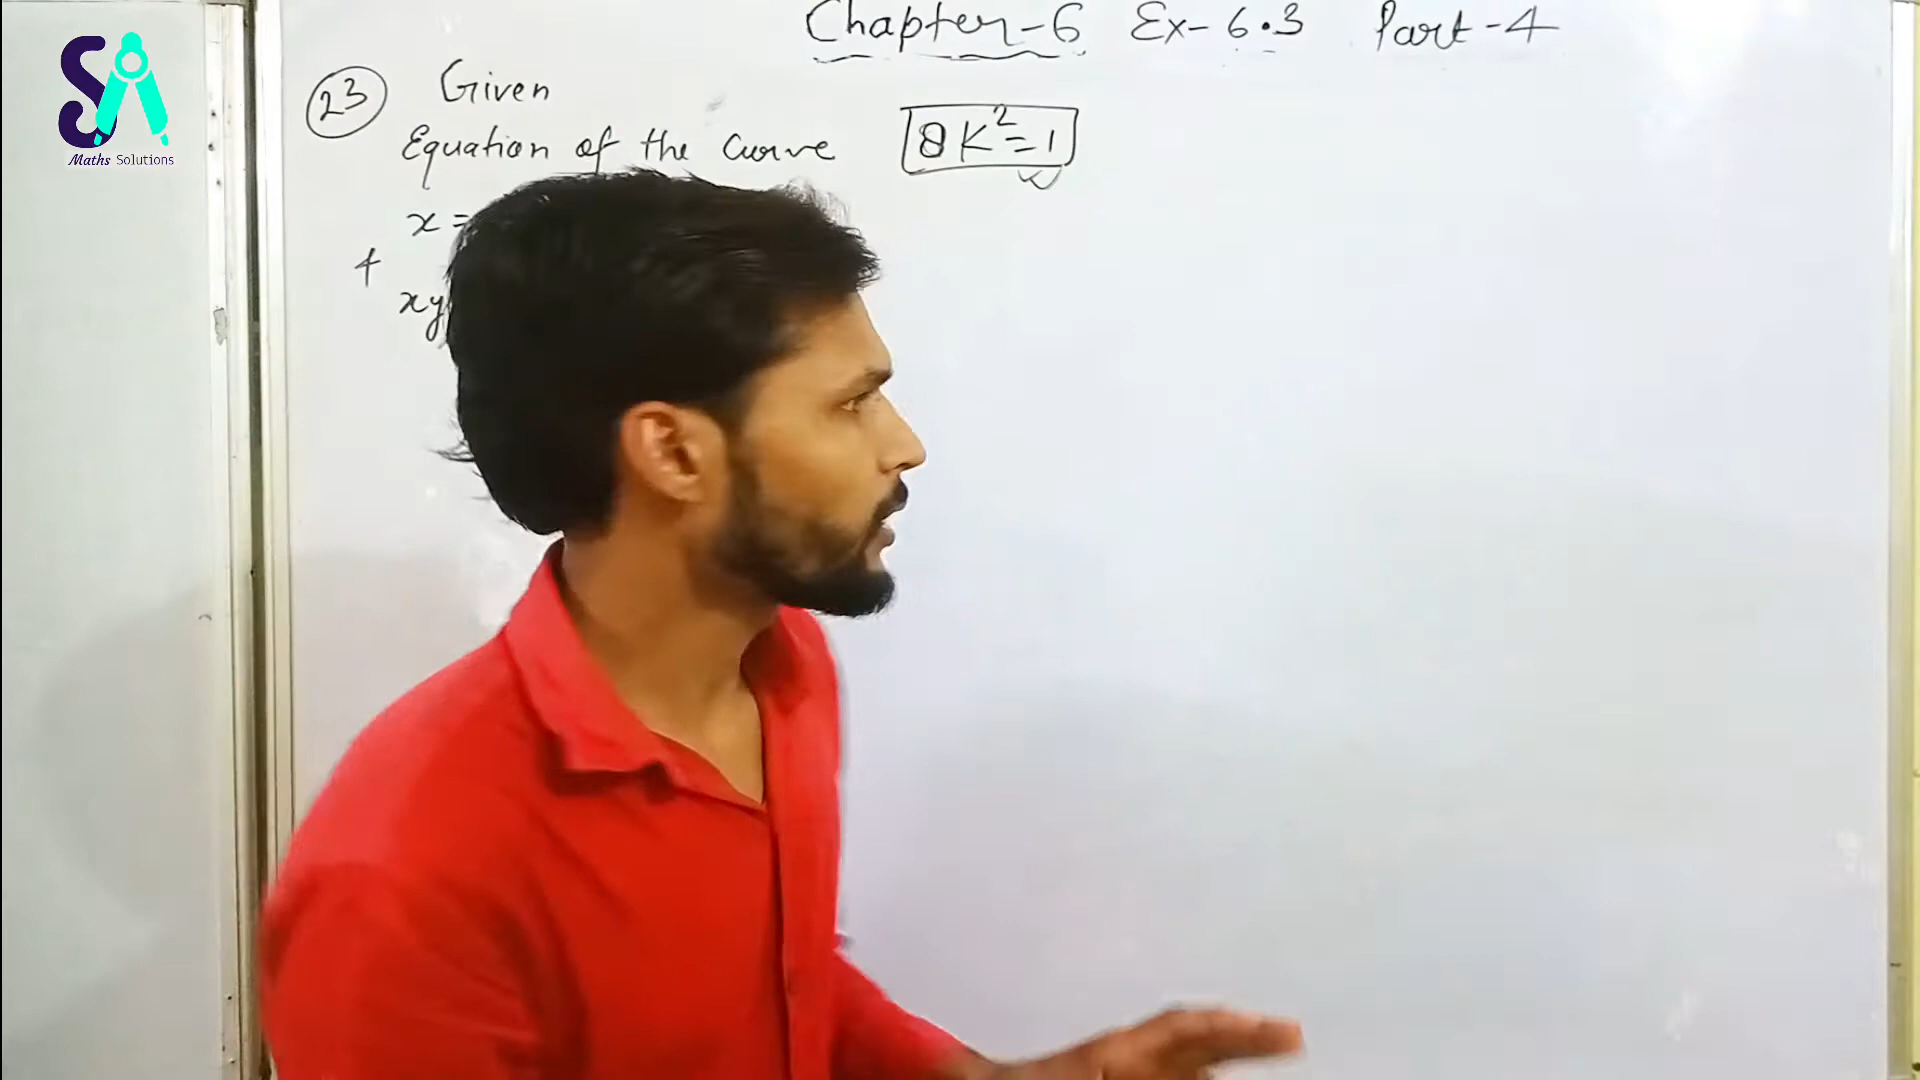 Chapter-6 Ex-6.3 Part-4
SA
Maths Solutions
23 Given
Equation of the curve
8K²=1
x =
+
xy